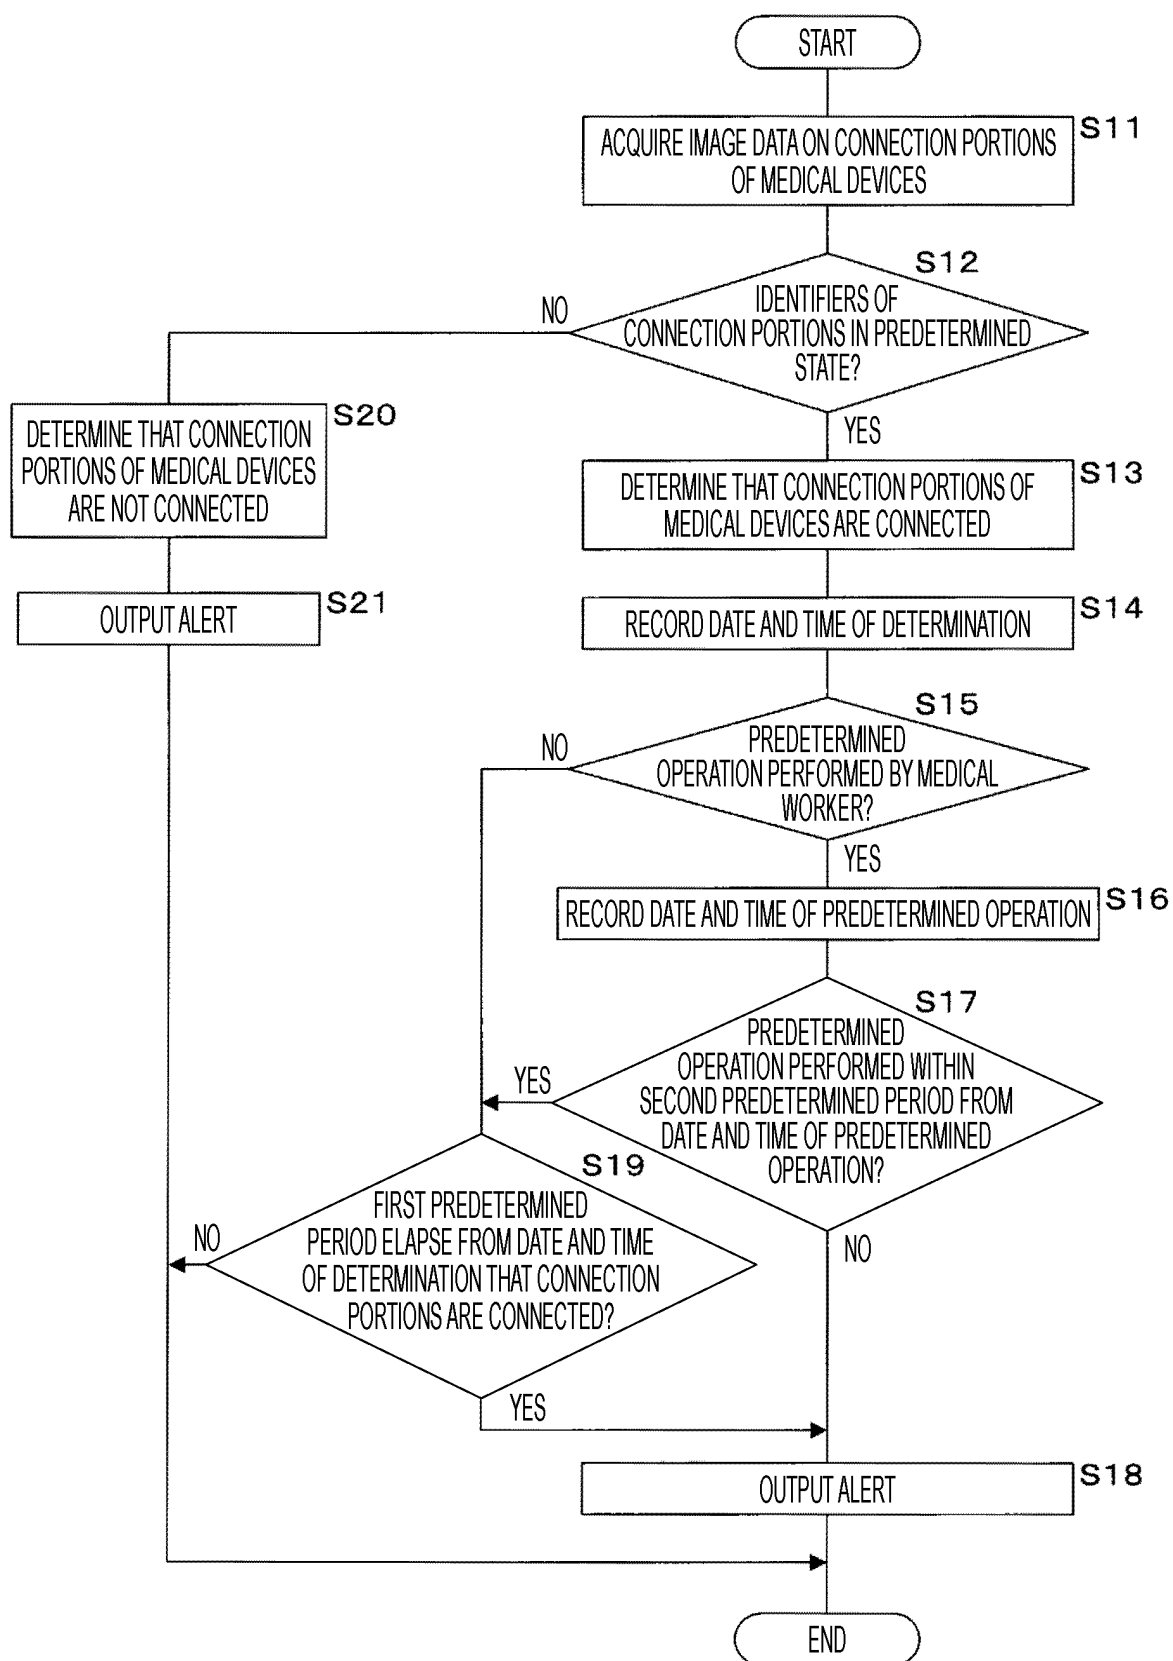 START
S11
ACQUIRE IMAGE DATA ON CONNECTION PORTIONS
OF MEDICAL DEVICES
S12
IDENTIFIERS OF
CONNECTION PORTIONS IN PREDETERMINED
STATE?
NO
YES
S20
DETERMINE THAT CONNECTION
PORTIONS OF MEDICAL DEVICES
ARE NOT CONNECTED
S13
DETERMINE THAT CONNECTION PORTIONS OF
MEDICAL DEVICES ARE CONNECTED
S21
OUTPUT ALERT
S14
RECORD DATE AND TIME OF DETERMINATION
S15
PREDETERMINED
OPERATION PERFORMED BY MEDICAL
WORKER?
NO
YES
S16
RECORD DATE AND TIME OF PREDETERMINED OPERATION
S17
PREDETERMINED
OPERATION PERFORMED WITHIN
SECOND PREDETERMINED PERIOD FROM
DATE AND TIME OF PREDETERMINED
OPERATION?
YES
NO
S19
FIRST PREDETERMINED
PERIOD ELAPSE FROM DATE AND TIME
OF DETERMINATION THAT CONNECTION
PORTIONS ARE CONNECTED?
NO
YES
S18
OUTPUT ALERT
END